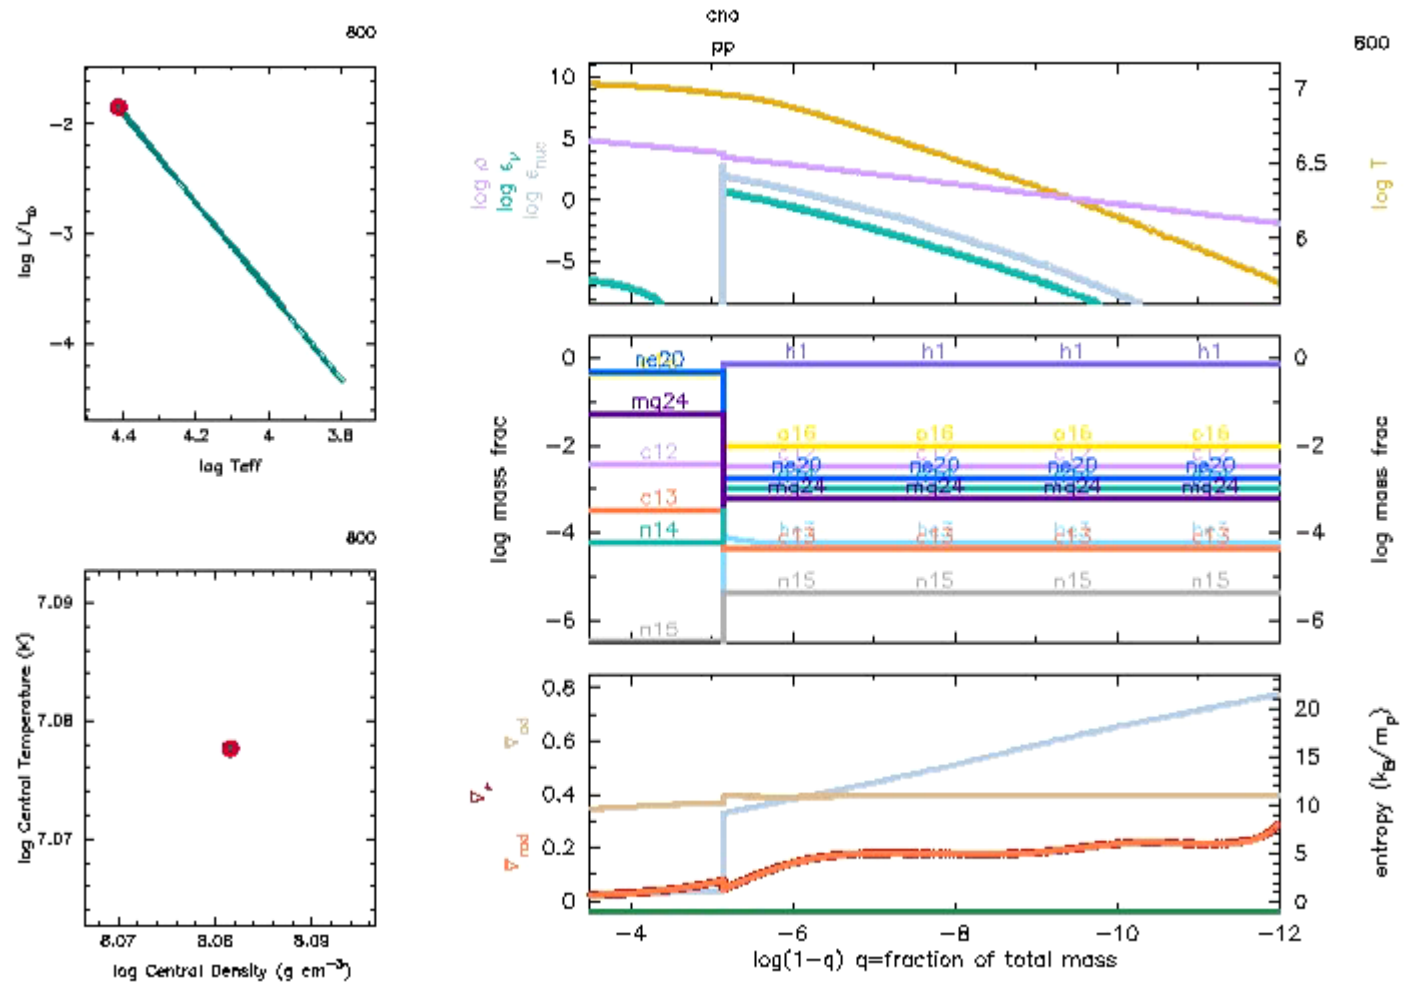 800
−2
−3
−4
log L/L⊙
4.4 4.2 4 3.8
log Teff
800
7.09
7.08
7.07
log Central Temperature (K)
8.07 8.08 8.09
log Central Density (g cm⁻³)
cno
pp
800
10
5
0
−5
log ρ
log εν
log εnuc
7
6.5
6
log T
ne20
mg24
c12
c13
n14
n15
h1 h1 h1 h1
o16 o16 o16 o16
ne20 ne20 ne20 ne20
mg24 mg24 mg24 mg24
c13 c13 c13 c13
n15 n15 n15 n15
0
−2
−4
−6
log mass frac
0
−2
−4
−6
log mass frac
0.8
0.6
0.4
0.2
0
∇ad
∇rad
20
15
10
5
0
entropy (kB/mp)
−4 −6 −8 −10 −12
log(1−q) q=fraction of total mass